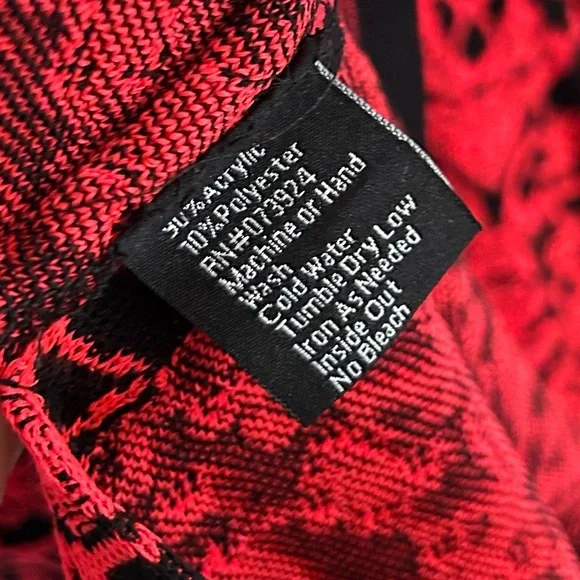 90% Acrylic
10% Polyester
RN#073924
Machine or Hand
Wash
Cold Water
Tumble Dry Low
Iron As Needed
Inside Out
No Bleach